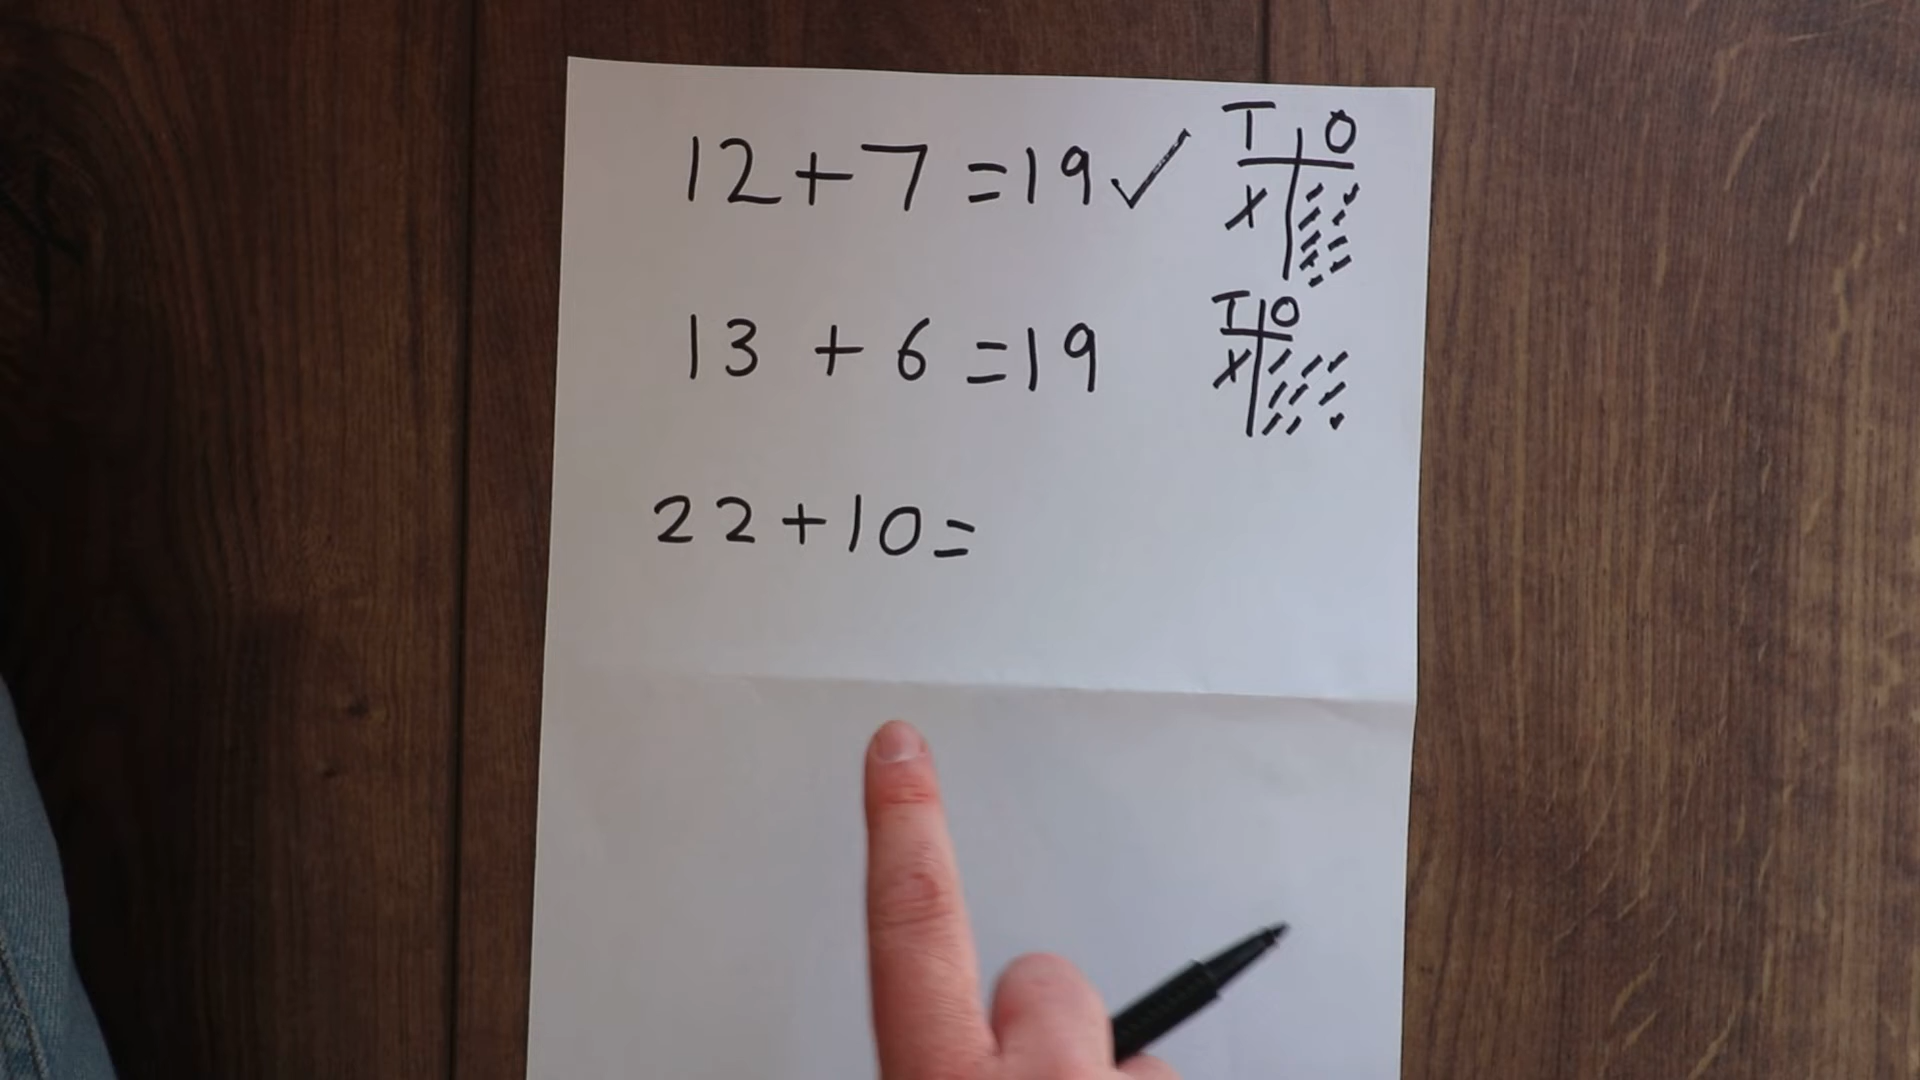 12 + 7 = 19 ✓
T O
X
13 + 6 = 19
T O
X
22 + 10 =